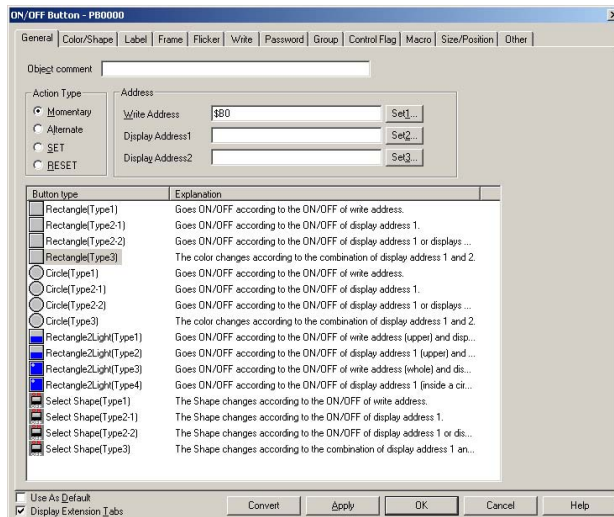 ON/OFF Button - PB0000
General Color/Shape Label Frame Flicker Write Password Group Control Flag Macro Size/Position Other
Object comment
Action Type
Momentary
Alternate
SET
RESET
Address
Write Address $B0 Set1...
Display Address1 Set2...
Display Address2 Set3...
Button type Explanation
Rectangle(Type1) Goes ON/OFF according to the ON/OFF of write address.
Rectangle(Type2-1) Goes ON/OFF according to the ON/OFF of display address 1.
Rectangle(Type2-2) Goes ON/OFF according to the ON/OFF of display address 1 or displays ...
Rectangle(Type3) The color changes according to the combination of display address 1 and 2.
Circle(Type1) Goes ON/OFF according to the ON/OFF of write address.
Circle(Type2-1) Goes ON/OFF according to the ON/OFF of display address 1.
Circle(Type2-2) Goes ON/OFF according to the ON/OFF of display address 1 or displays ...
Circle(Type3) The color changes according to the combination of display address 1 and 2.
Rectangle2Light(Type1) Goes ON/OFF according to the ON/OFF of write address (upper) and disp...
Rectangle2Light(Type2) Goes ON/OFF according to the ON/OFF of display address 1 (upper) and ...
Rectangle2Light(Type3) Goes ON/OFF according to the ON/OFF of write address (whole) and dis...
Rectangle2Light(Type4) Goes ON/OFF according to the ON/OFF of display address 1 (inside a cir...
Select Shape(Type1) The Shape changes according to the ON/OFF of write address.
Select Shape(Type2-1) The Shape changes according to the ON/OFF of display address 1.
Select Shape(Type2-2) The Shape changes according to the ON/OFF of display address 1 or dis...
Select Shape(Type3) The Shape changes according to the combination of display address 1 an...
Use As Default
Display Extension Tabs
Convert Apply OK Cancel Help